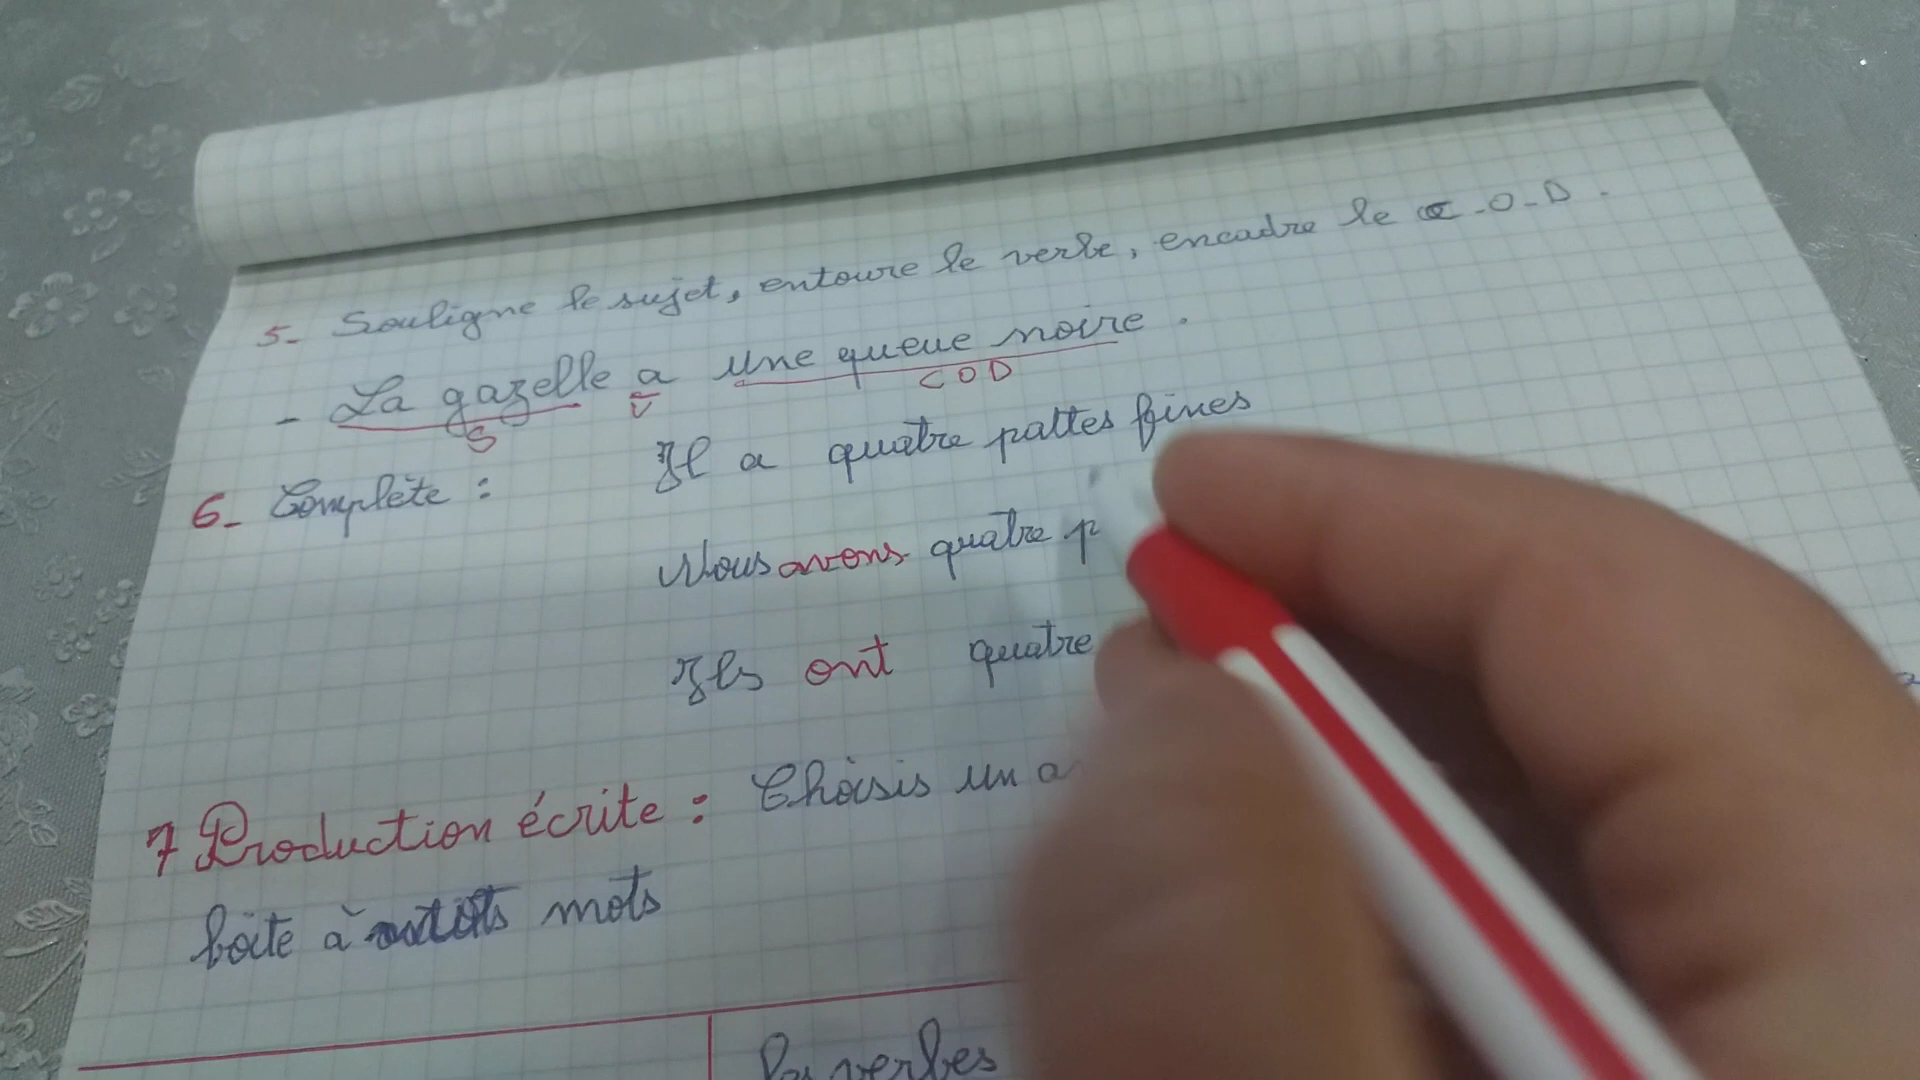 5- Souligne le sujet, entoure le verbe, encadre le C-O-D.
- La gazelle a une queue noire.
S V COD
6- Complète : Il a quatre pattes fines
Nous avons quatre p
Ils ont quatre
7 Production écrite : Choisis un a
boîte à mots
les verbes